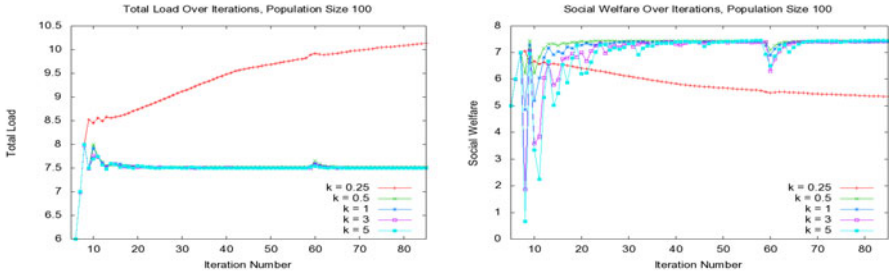 Total Load Over Iterations, Population Size 100
10.5
10
9.5
9
8.5
8
7.5
7
6.5
6
Total Load
k = 0.25
k = 0.5
k = 1
k = 3
k = 5
10 20 30 40 50 60 70 80
Iteration Number
Social Welfare Over Iterations, Population Size 100
8
7
6
5
4
3
2
1
0
Social Welfare
k = 0.25
k = 0.5
k = 1
k = 3
k = 5
10 20 30 40 50 60 70 80
Iteration Number